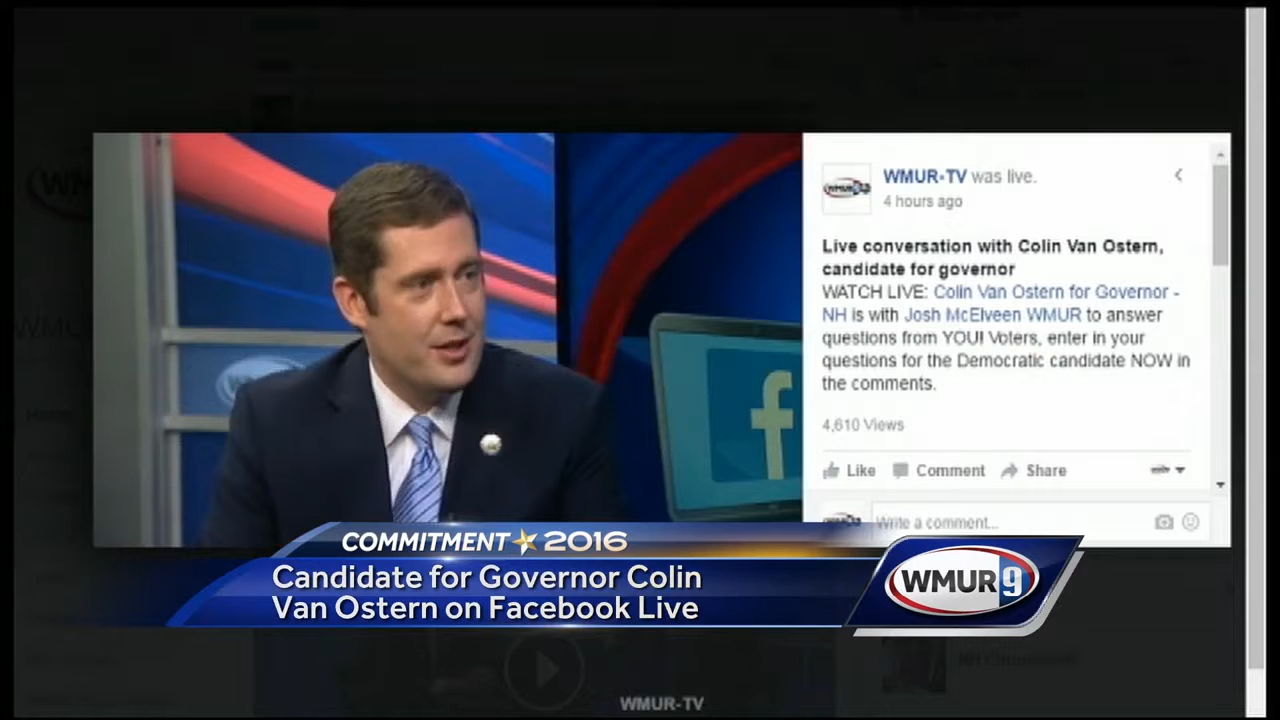 WMUR-TV was live.
4 hours ago
Live conversation with Colin Van Ostern,
candidate for governor
WATCH LIVE: Colin Van Ostern for Governor -
NH is with Josh McElveen WMUR to answer
questions from YOU! Voters, enter in your
questions for the Democratic candidate NOW in
the comments.
4,610 Views
Like Comment Share
Write a comment...
COMMITMENT 2016
Candidate for Governor Colin
Van Ostern on Facebook Live
WMUR 9
WMUR-TV